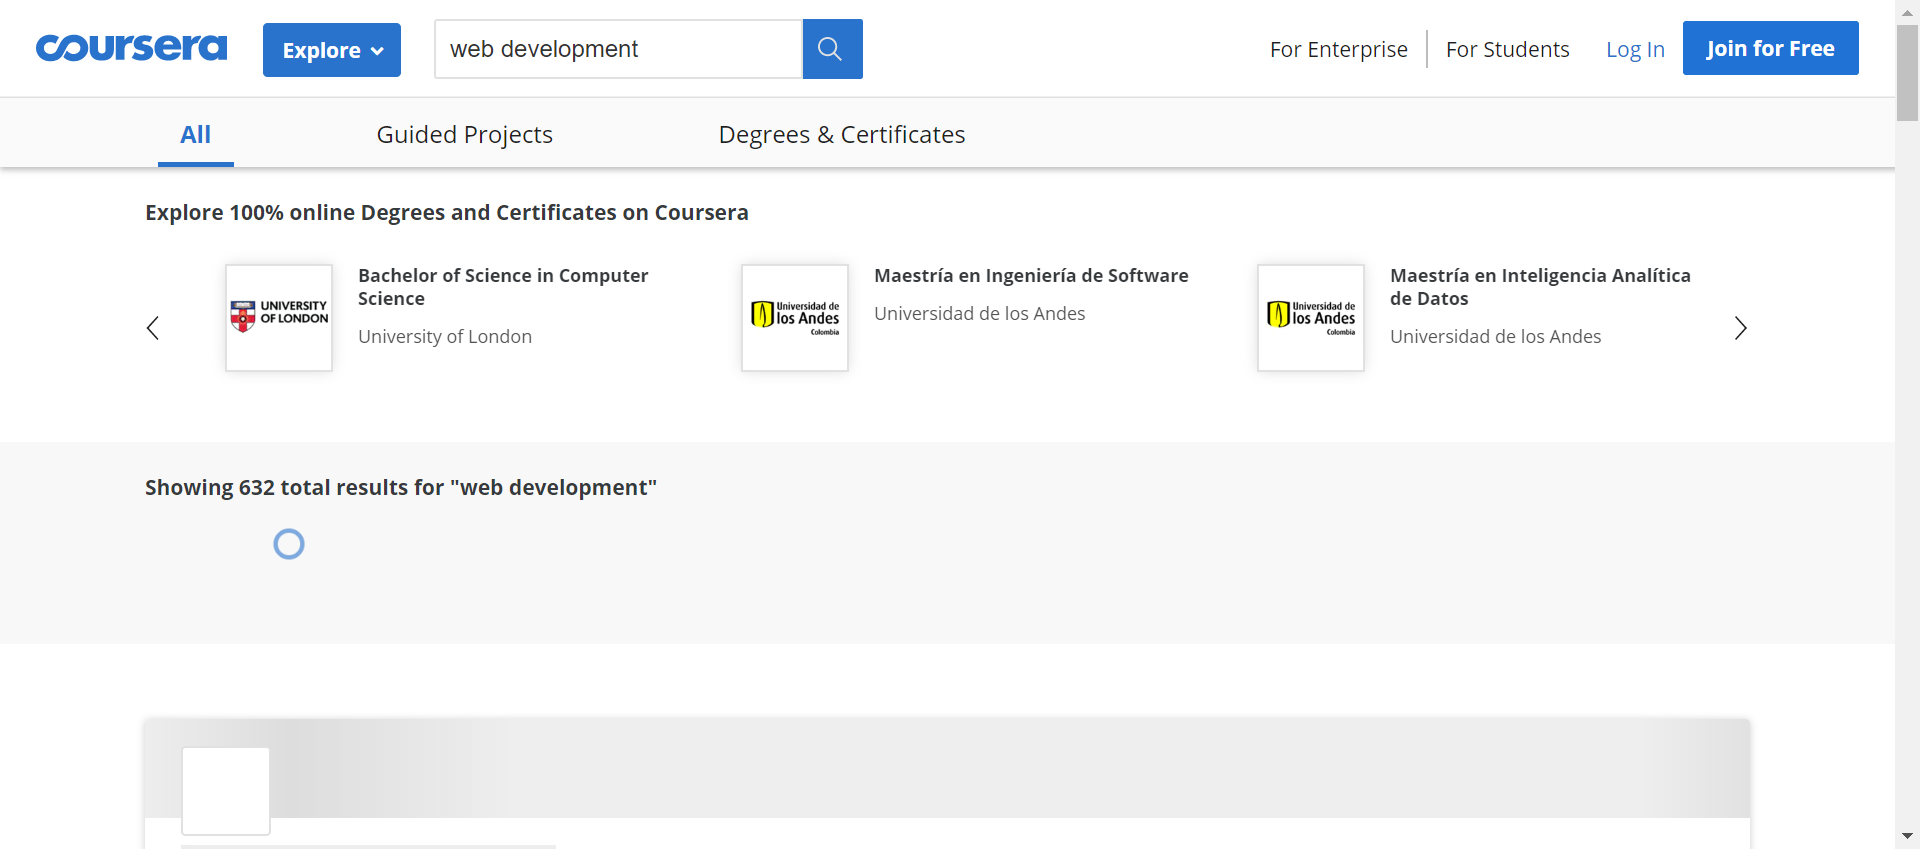 coursera
Explore
web development
For Enterprise
For Students
Log In
Join for Free
All
Guided Projects
Degrees & Certificates
Explore 100% online Degrees and Certificates on Coursera
UNIVERSITY
OF LONDON
Bachelor of Science in Computer
Science
University of London
Universidad de
los Andes
Colombia
Maestría en Ingeniería de Software
Universidad de los Andes
Universidad de
los Andes
Colombia
Maestría en Inteligencia Analítica
de Datos
Universidad de los Andes
Showing 632 total results for "web development"